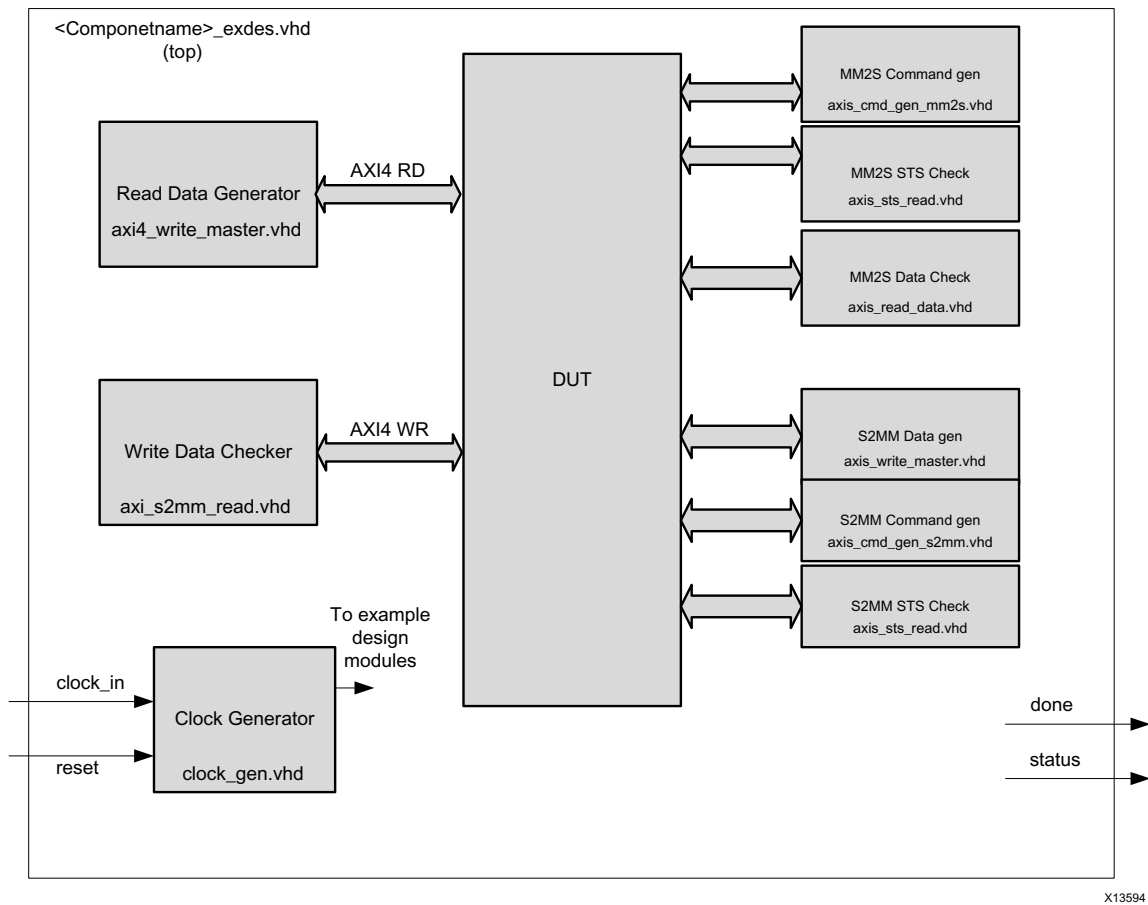 <Componetname>_exdes.vhd
(top)
Read Data Generator
axi4_write_master.vhd
AXI4 RD
Write Data Checker
axi_s2mm_read.vhd
AXI4 WR
DUT
MM2S Command gen
axis_cmd_gen_mm2s.vhd
MM2S STS Check
axis_sts_read.vhd
MM2S Data Check
axis_read_data.vhd
S2MM Data gen
axis_write_master.vhd
S2MM Command gen
axis_cmd_gen_s2mm.vhd
S2MM STS Check
axis_sts_read.vhd
To example
design
modules
clock_in
reset
Clock Generator
clock_gen.vhd
done
status
X13594